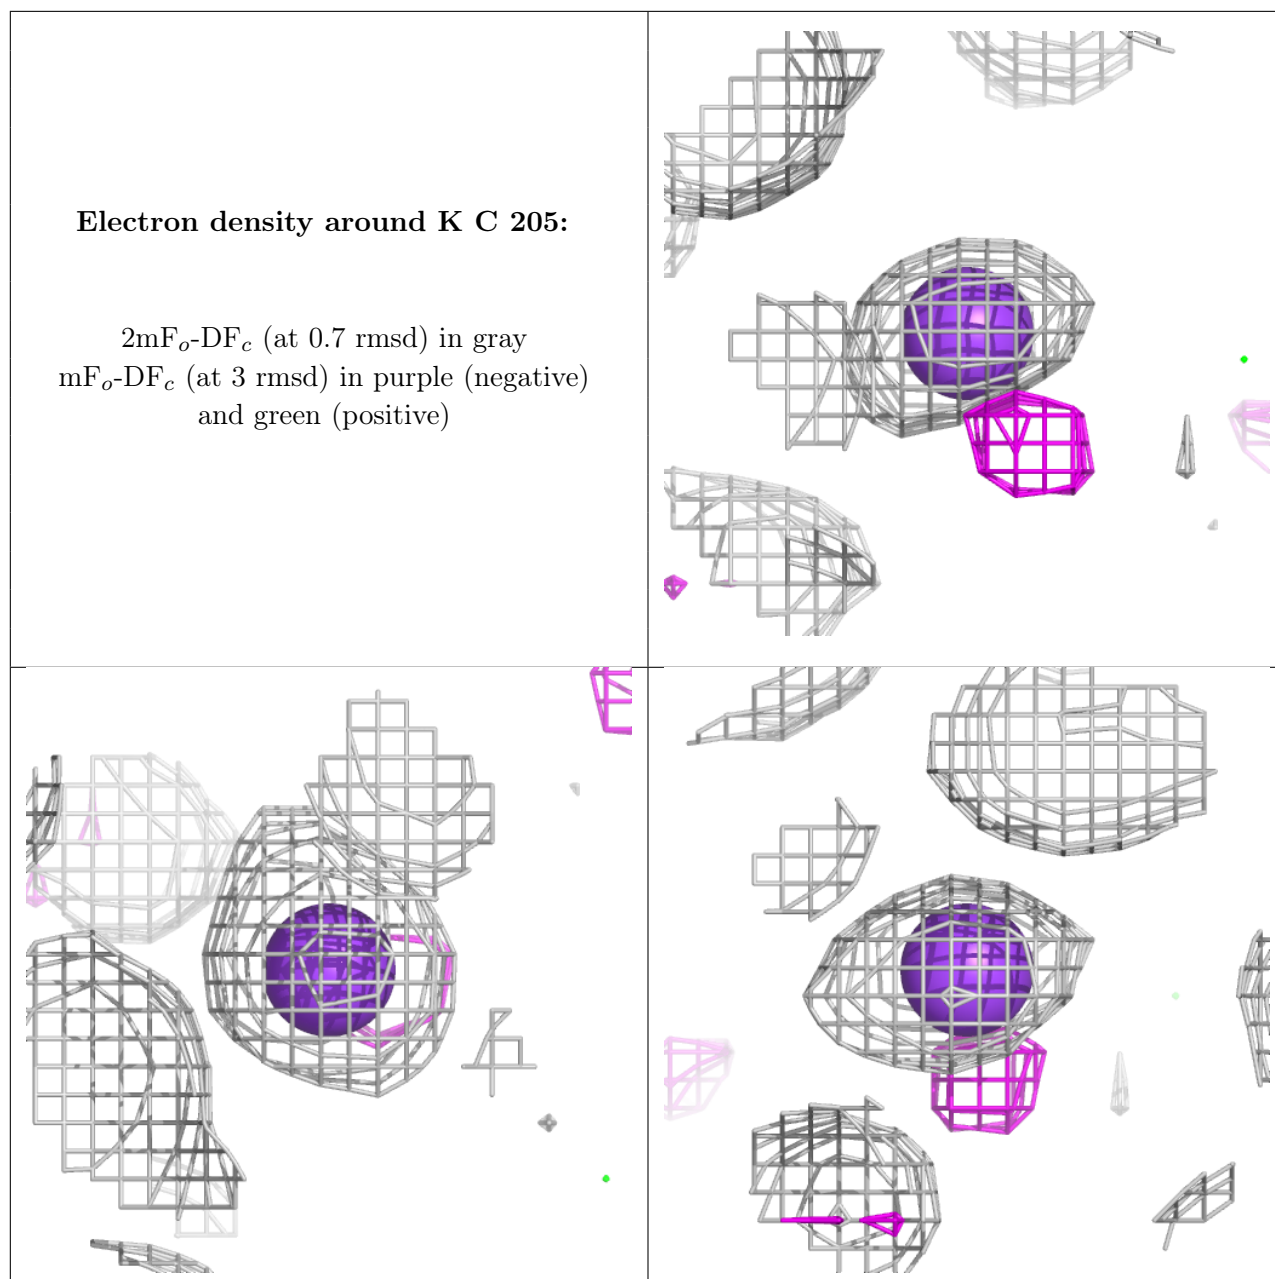 Electron density around K C 205:
2mFo-DFc (at 0.7 rmsd) in gray
mFo-DFc (at 3 rmsd) in purple (negative)
and green (positive)